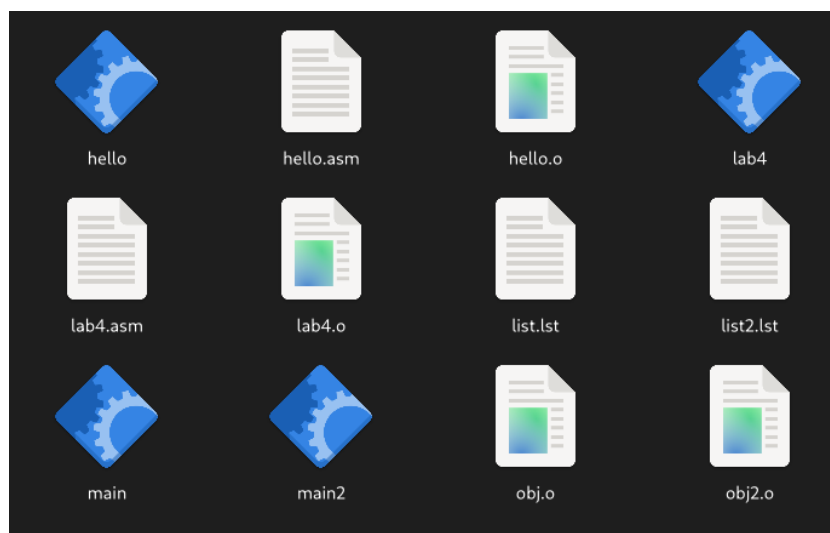 hello hello.asm hello.o lab4
lab4.asm lab4.o list.lst list2.lst
main main2 obj.o obj2.o